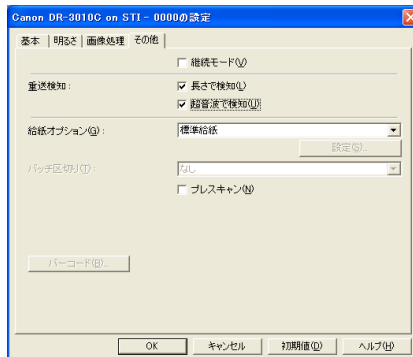 Canon DR-3010C on STI - 0000の設定
基本 明るさ 画像処理 その他
継続モード(V)
重送検知: 長さで検知(L)
超音波で検知(U)
給紙オプション(G): 標準給紙
設定(S)...
バッチ区切り(T): なし
プレスキャン(N)
バーコード(B)...
OK キャンセル 初期値(D) ヘルプ(H)